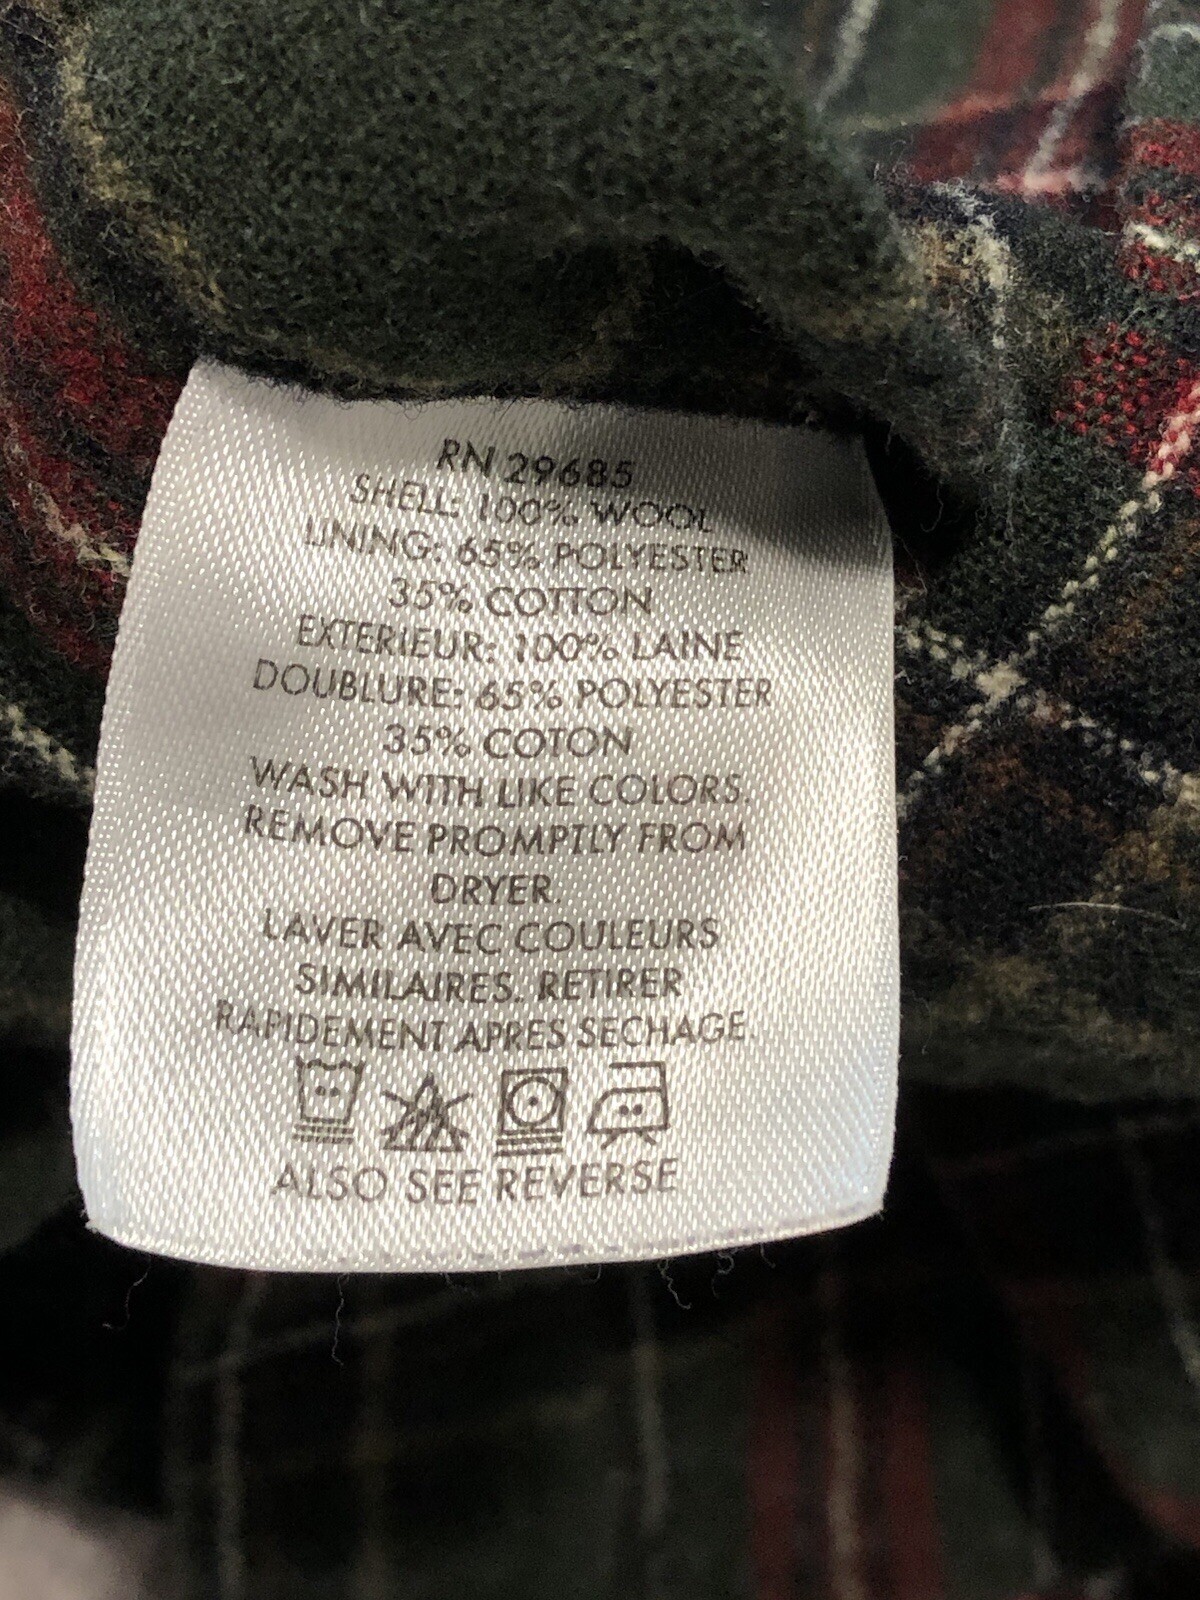 RN 29685
SHELL: 100% WOOL
LINING: 65% POLYESTER
35% COTTON
EXTERIEUR: 100% LAINE
DOUBLURE: 65% POLYESTER
35% COTON
WASH WITH LIKE COLORS.
REMOVE PROMPTLY FROM
DRYER.
LAVER AVEC COULEURS
SIMILAIRES. RETIRER
RAPIDEMENT APRES SECHAGE
ALSO SEE REVERSE